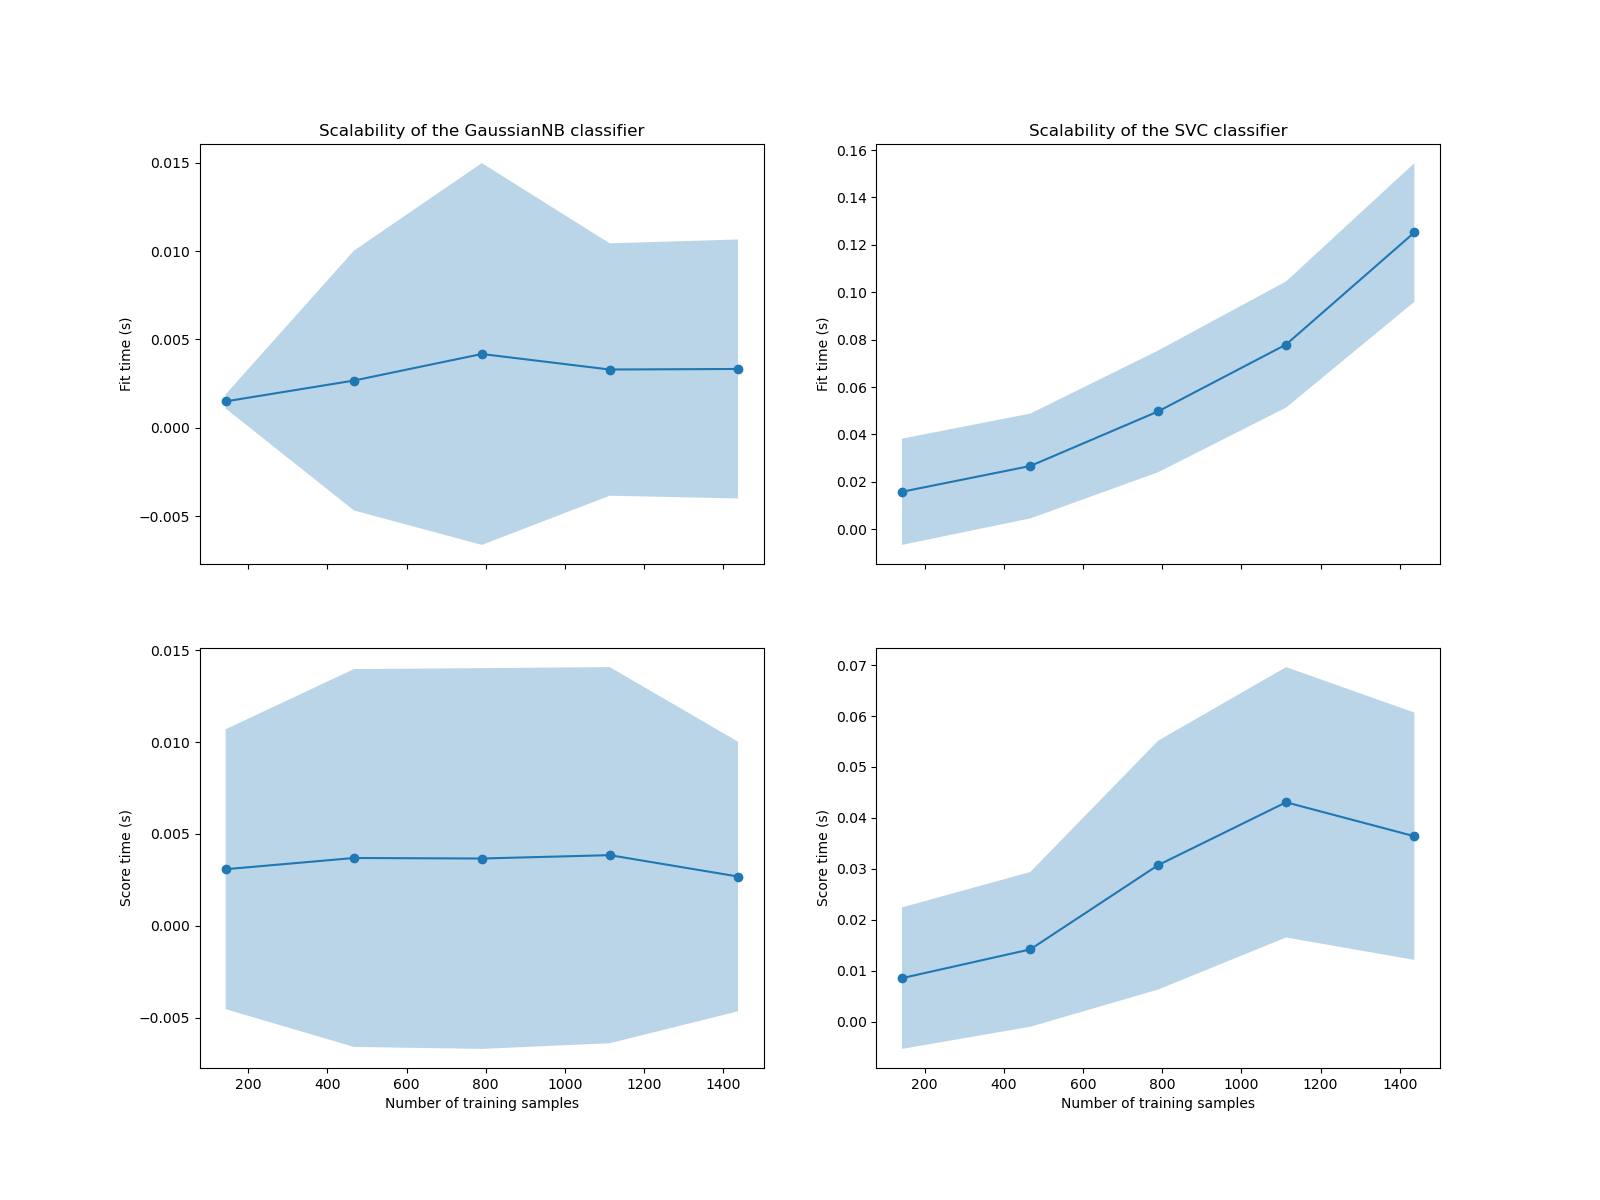 Scalability of the GaussianNB classifier
0.015
0.010
0.005
0.000
−0.005
Fit time (s)
Scalability of the SVC classifier
0.16
0.14
0.12
0.10
0.08
0.06
0.04
0.02
0.00
Fit time (s)
0.015
0.010
0.005
0.000
−0.005
Score time (s)
200 400 600 800 1000 1200 1400
Number of training samples
0.07
0.06
0.05
0.04
0.03
0.02
0.01
0.00
Score time (s)
200 400 600 800 1000 1200 1400
Number of training samples